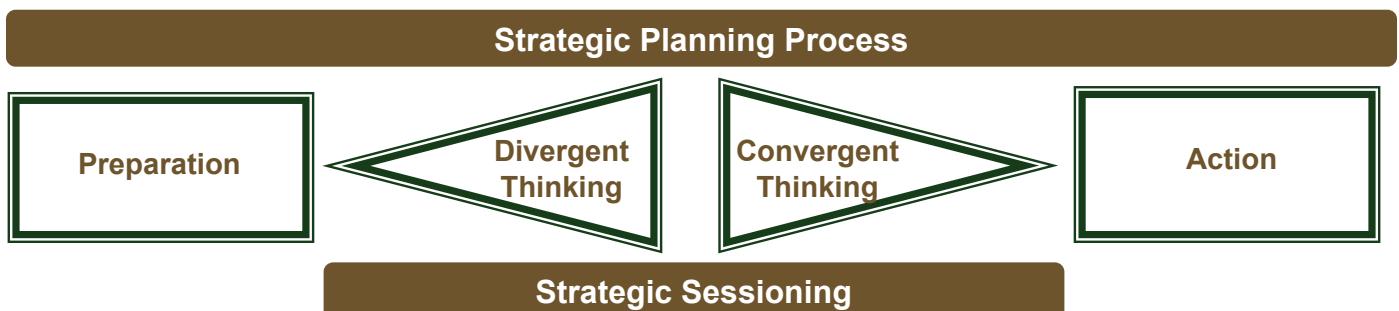 Strategic Planning Process
Preparation
Divergent
Thinking
Convergent
Thinking
Action
Strategic Sessioning